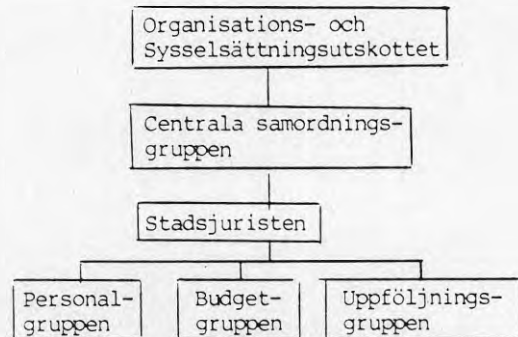 Organisations- och
Sysselsättningsutskottet
Centrala samordnings-
gruppen
Stadsjuristen
Personal-
gruppen
Budget-
gruppen
Uppföljnings-
gruppen